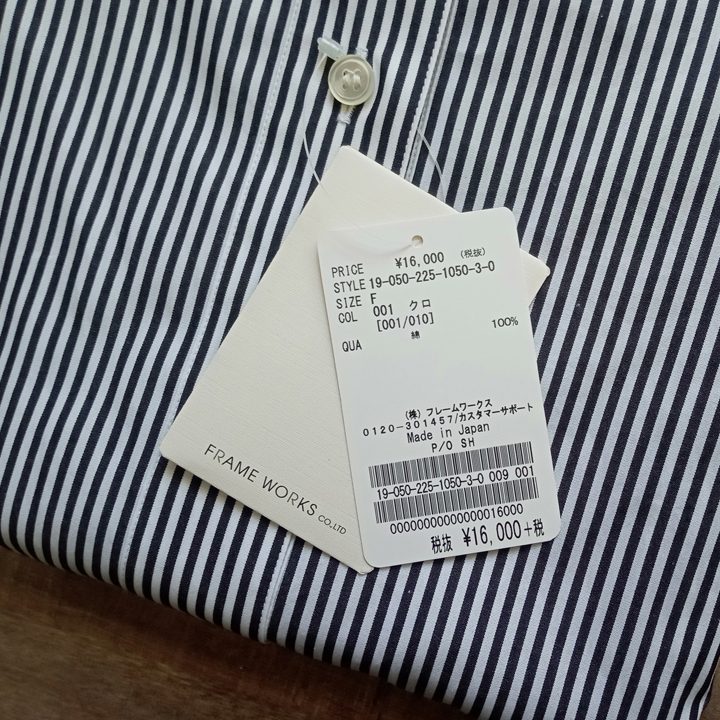 PRICE ¥16,000 (税抜)
STYLE 19-050-225-1050-3-0
SIZE F
COL 001 クロ
[001/010]
QUA 綿 100%
(株) フレームワークス
0120-301457/カスタマーサポート
Made in Japan
P/O SH
19-050-225-1050-3-0 009 001
00000000000000016000
税抜 ¥16,000+税
FRAME WORKS CO.,LTD